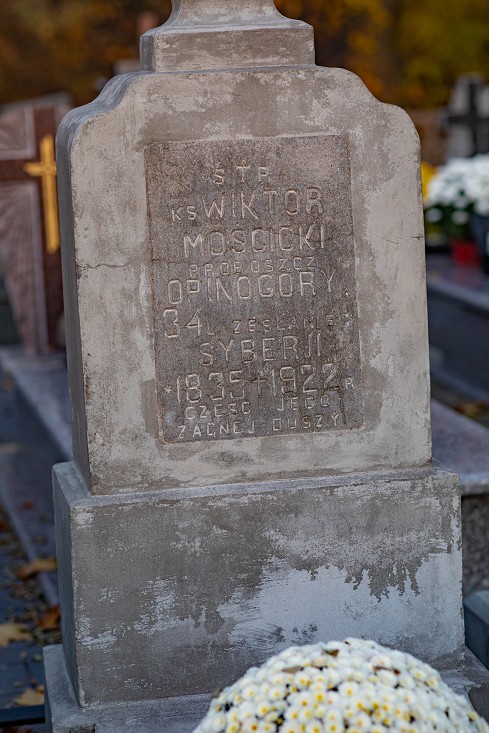 Ś T P
KS WIKTOR
MOŚCICKI
PROBOSZCZ
OPINOGÓRY
34 L. ZESŁANIEC
SYBERJI
*1835 +1922 R
CZEŚĆ JEGO
ZACNEJ DUSZY